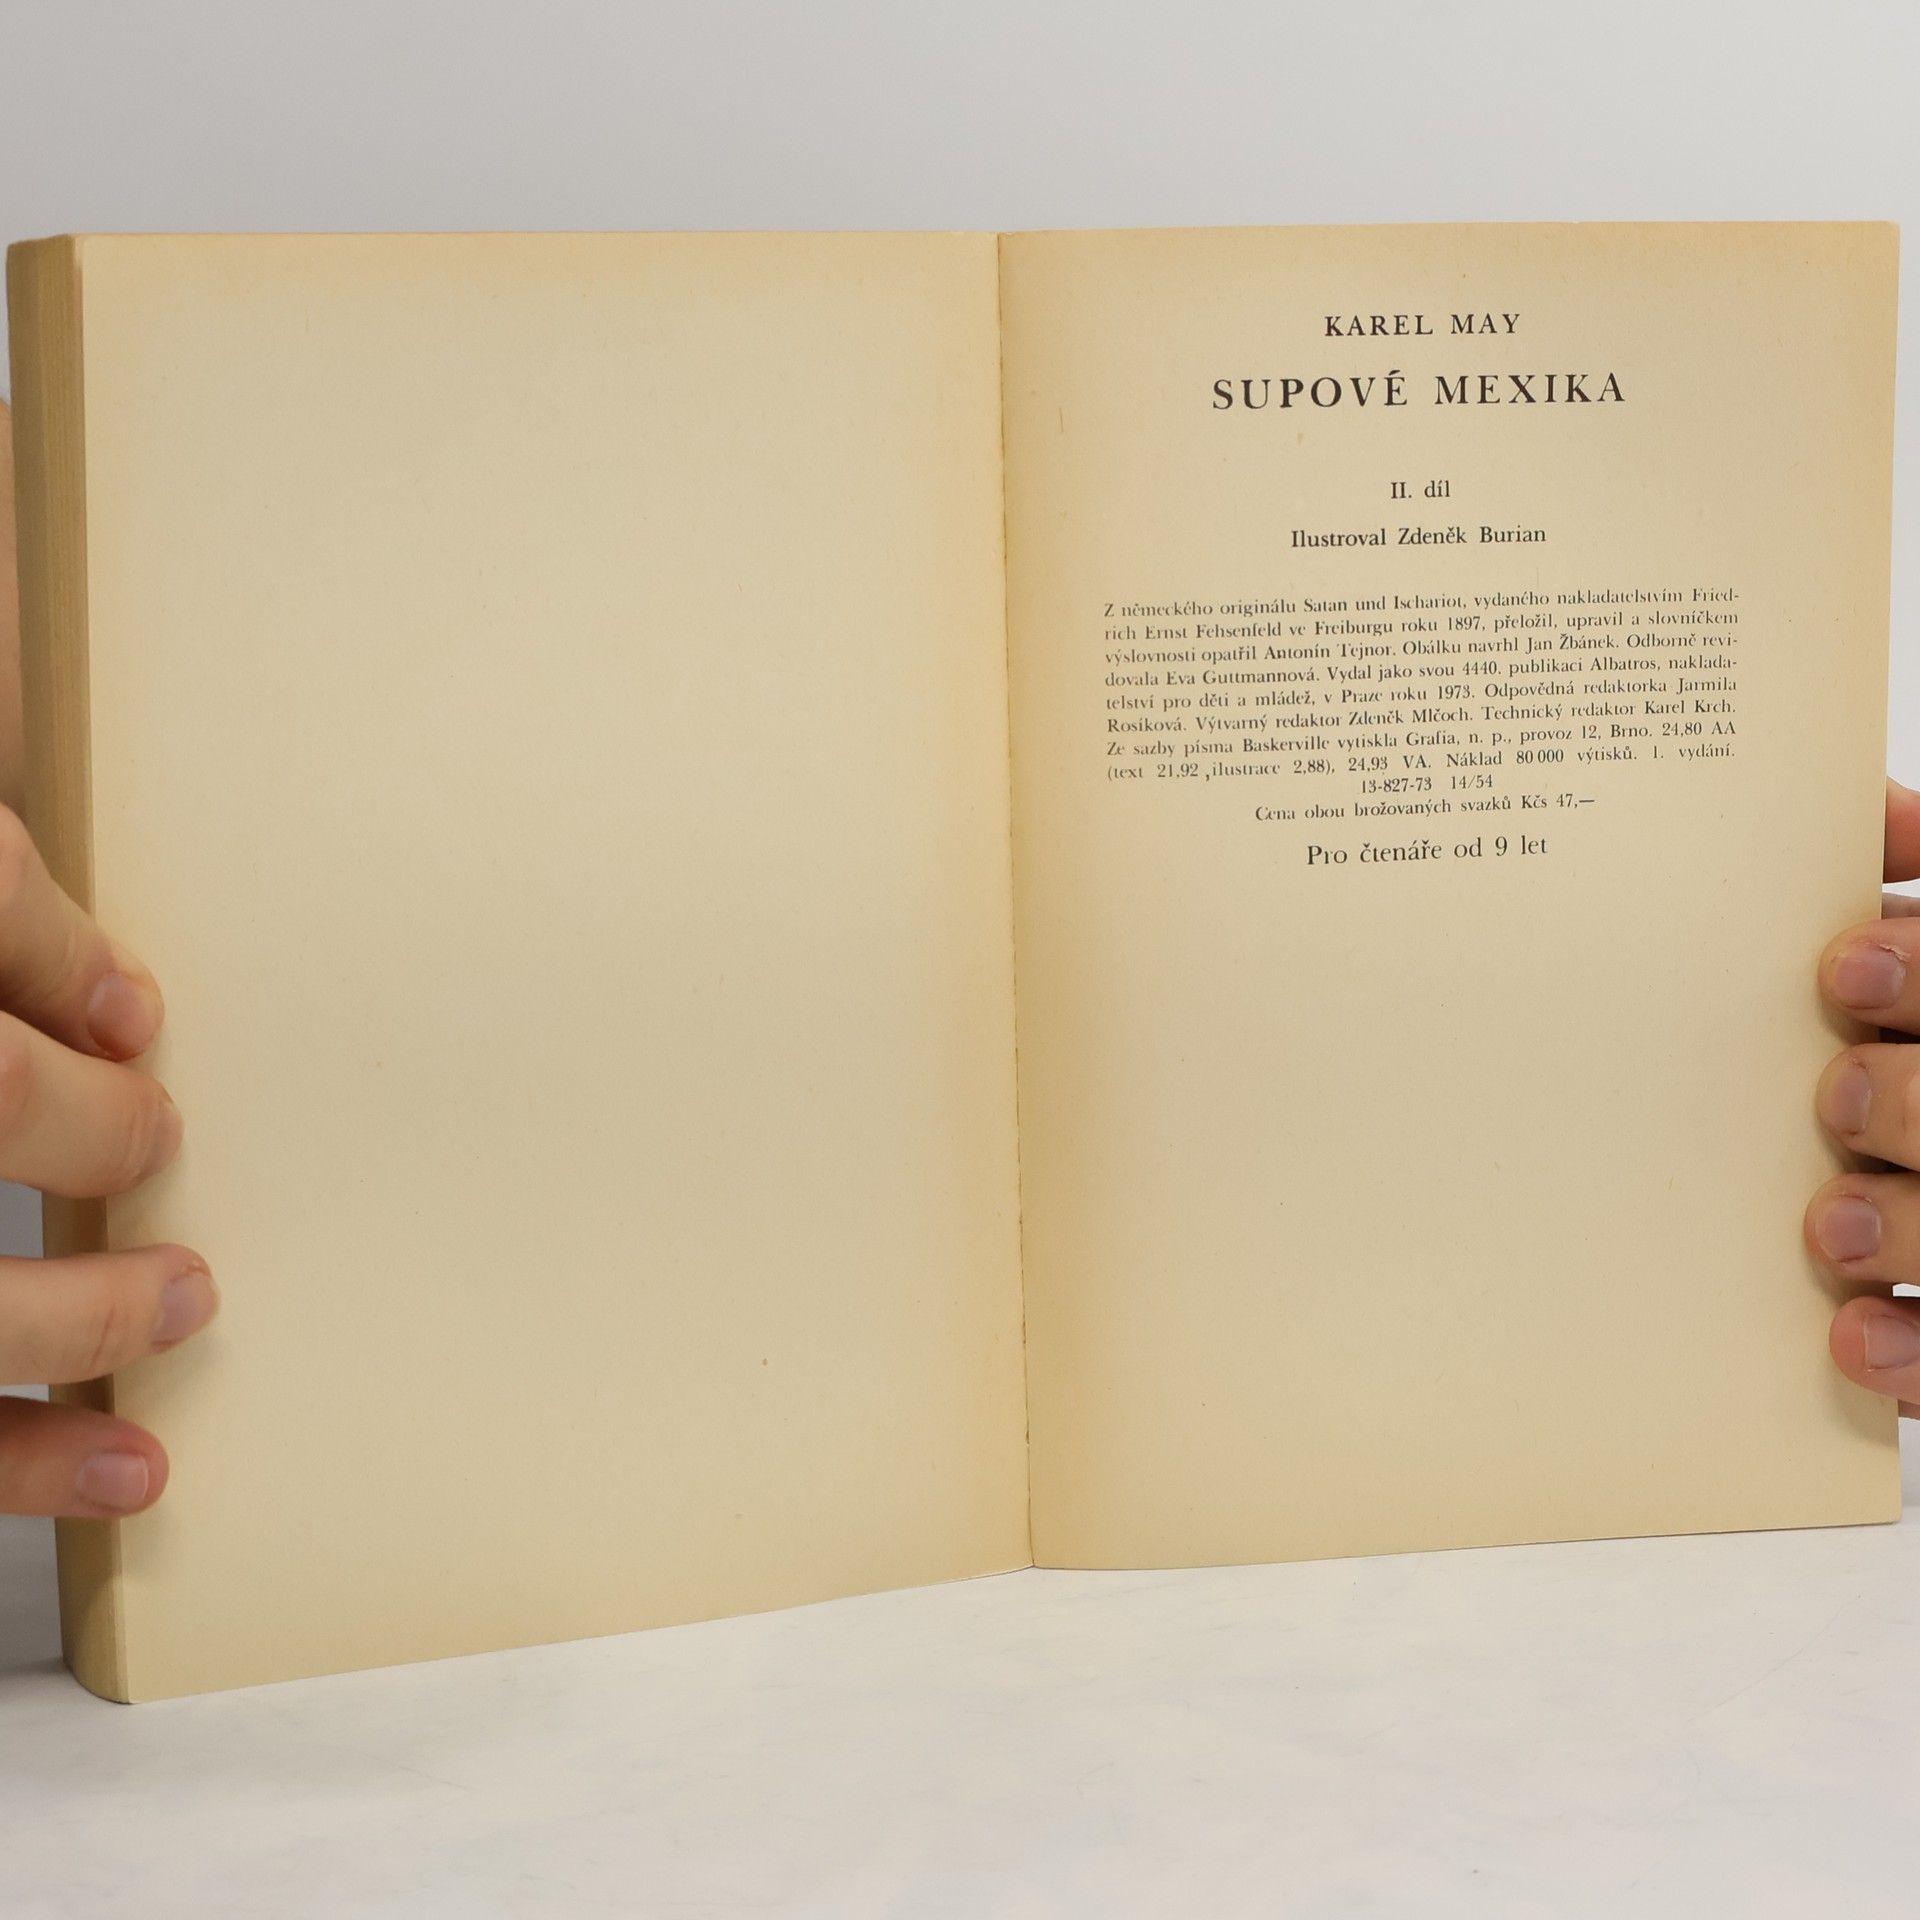 KAREL MAY
SUPOVÉ MEXIKA
II. díl
Ilustroval Zdeněk Burian
Z německého originálu Satan und Ischariot, vydaného nakladatelstvím Fried-
rich Ernst Fehsenfeld ve Freiburgu roku 1897, přeložil, upravil a slovníčkem
výslovnosti opatřil Antonín Tejnor. Obálku navrhl Jan Žbánek. Odborně revi-
dovala Eva Guttmannová. Vydal jako svou 4440. publikaci Albatros, naklada-
telství pro děti a mládež, v Praze roku 1973. Odpovědná redaktorka Jarmila
Rosíková. Výtvarný redaktor Zdeněk Mlčoch. Technický redaktor Karel Krch.
Ze sazby písma Baskerville vytiskla Grafia, n. p., provoz 12, Brno. 24,80 AA
(text 21,92 ,ilustrace 2,88), 24,93 VA. Náklad 80 000 výtisků. 1. vydání.
13-827-73 14/54
Cena obou brožovaných svazků Kčs 47,—
Pro čtenáře od 9 let